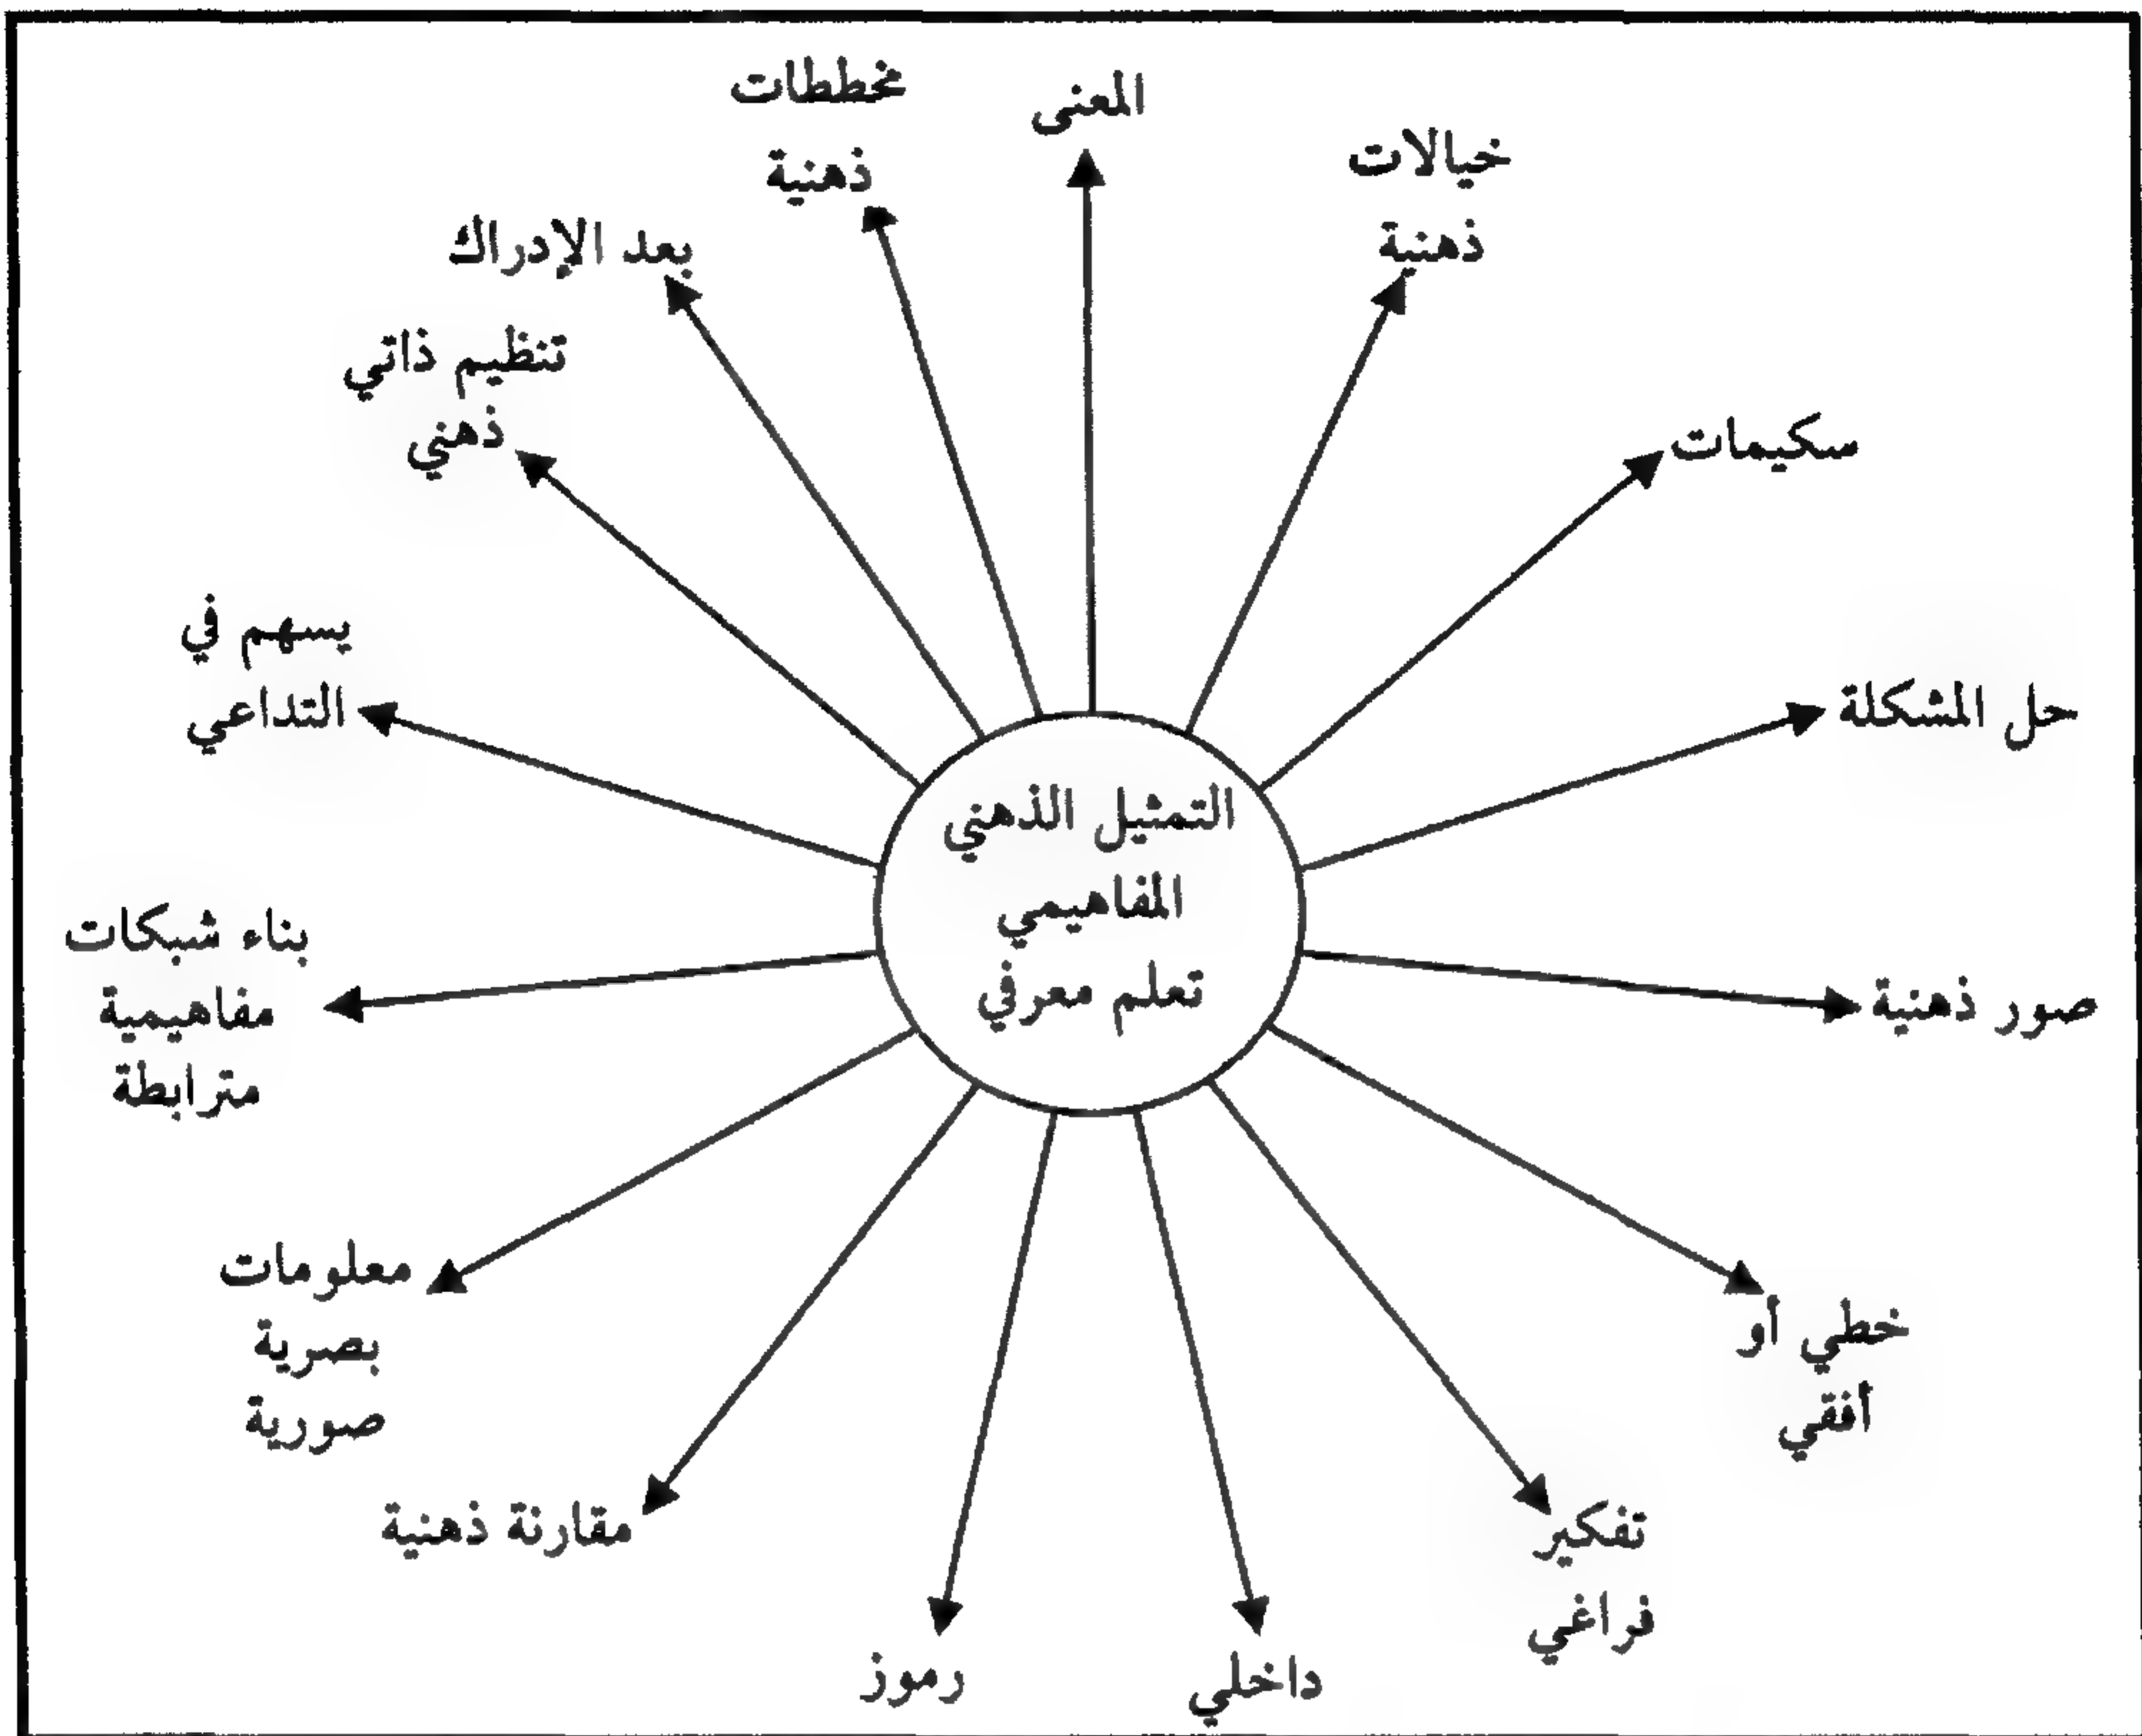 المعنى
خيالات
ذهنية
سكيمات
حل المشكلة
صور ذهنية
خطي أو
أفقي
تفكير
فراغي
داخلي
رموز
مقارنة ذهنية
معلومات
بصرية
صورية
بناء شبكات
مفاهيمية
مترابطة
يسهم في
التداعي
تنظيم ذاتي
ذهني
بعد الإدراك
مخططات
ذهنية
التمثيل الذهني
المفاهيمي
تعلم معرفي